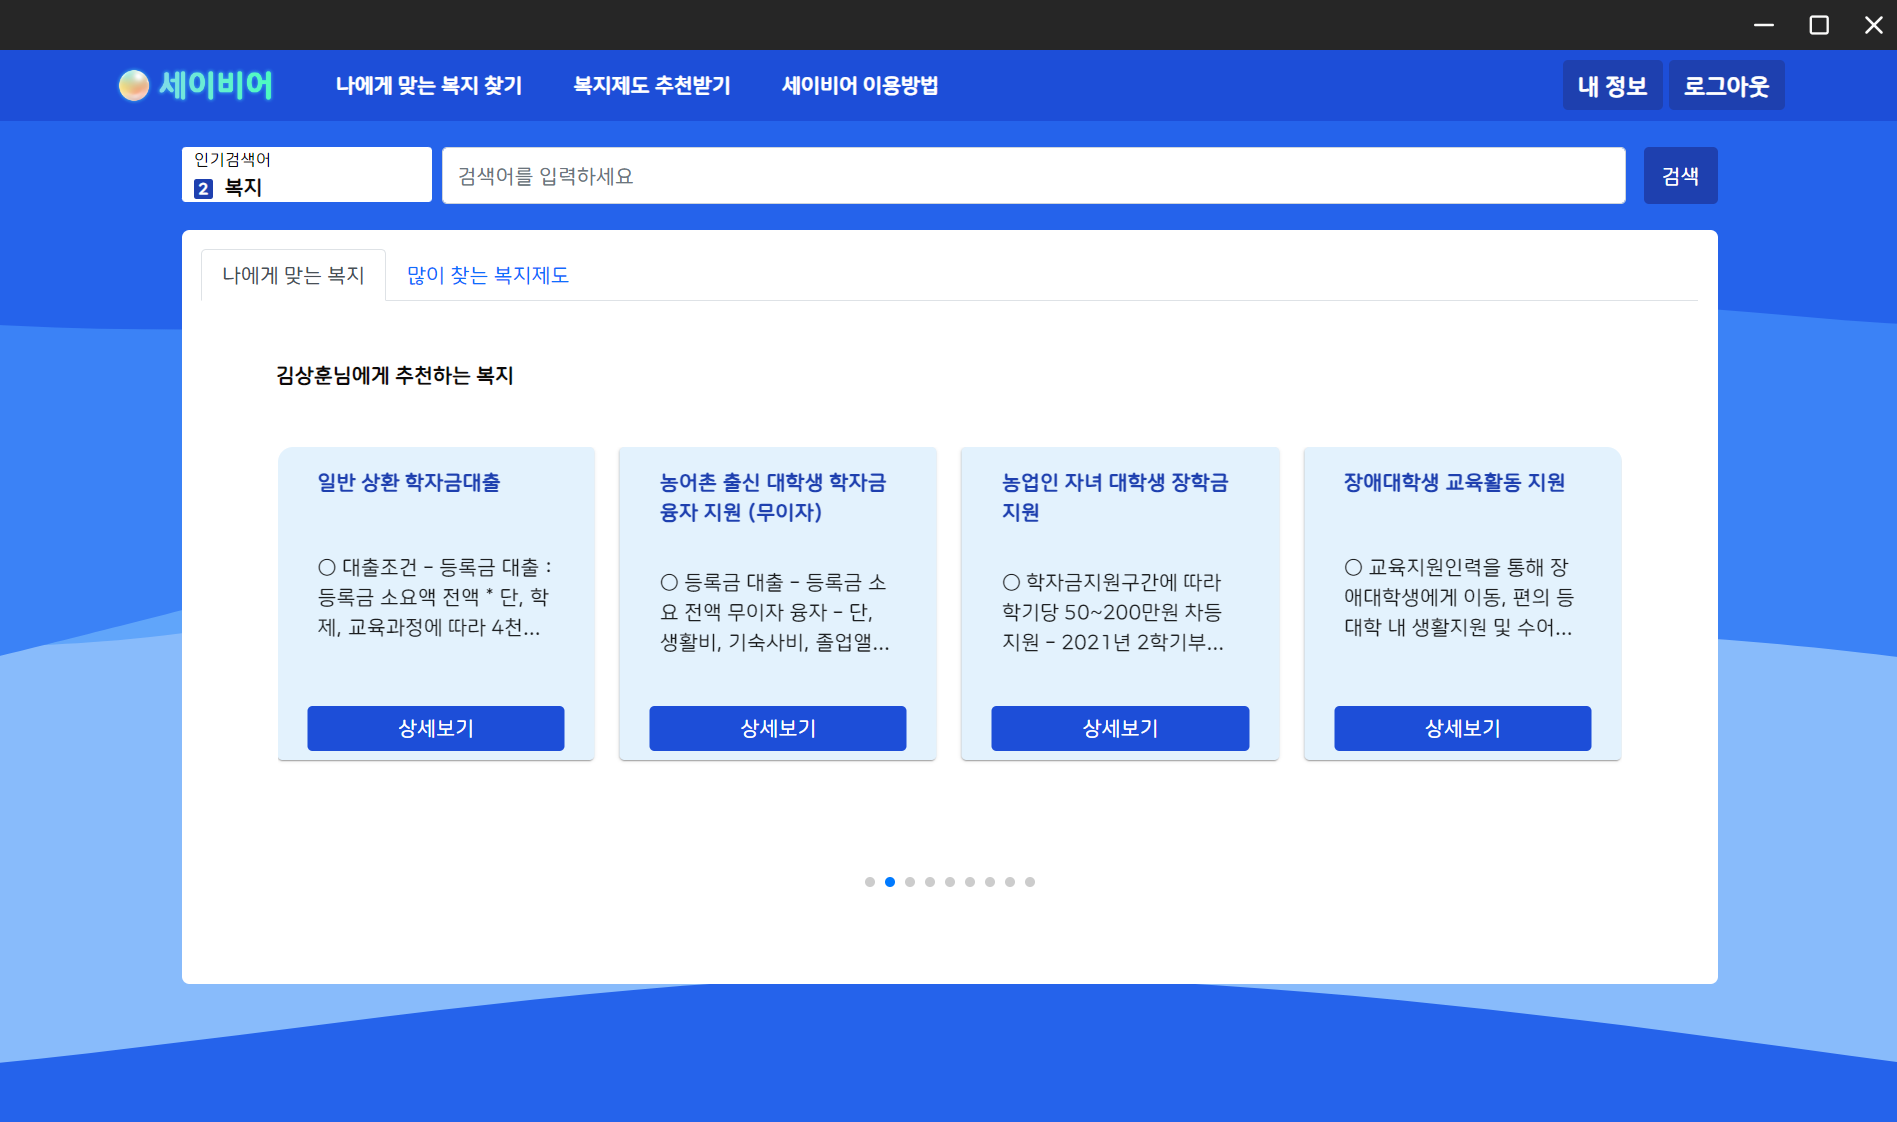 세이비어
나에게 맞는 복지 찾기
복지제도 추천받기
세이비어 이용방법
내 정보
로그아웃
인기검색어
2 복지
검색어를 입력하세요
검색
나에게 맞는 복지
많이 찾는 복지제도
김상훈님에게 추천하는 복지
일반 상환 학자금대출
○ 대출조건 - 등록금 대출 :
등록금 소요액 전액 * 단, 학
제, 교육과정에 따라 4천...
상세보기
농어촌 출신 대학생 학자금
융자 지원 (무이자)
○ 등록금 대출 - 등록금 소
요 전액 무이자 융자 - 단,
생활비, 기숙사비, 졸업앨...
상세보기
농업인 자녀 대학생 장학금
지원
○ 학자금지원구간에 따라
학기당 50~200만원 차등
지원 - 2021년 2학기부...
상세보기
장애대학생 교육활동 지원
○ 교육지원인력을 통해 장
애대학생에게 이동, 편의 등
대학 내 생활지원 및 수어...
상세보기